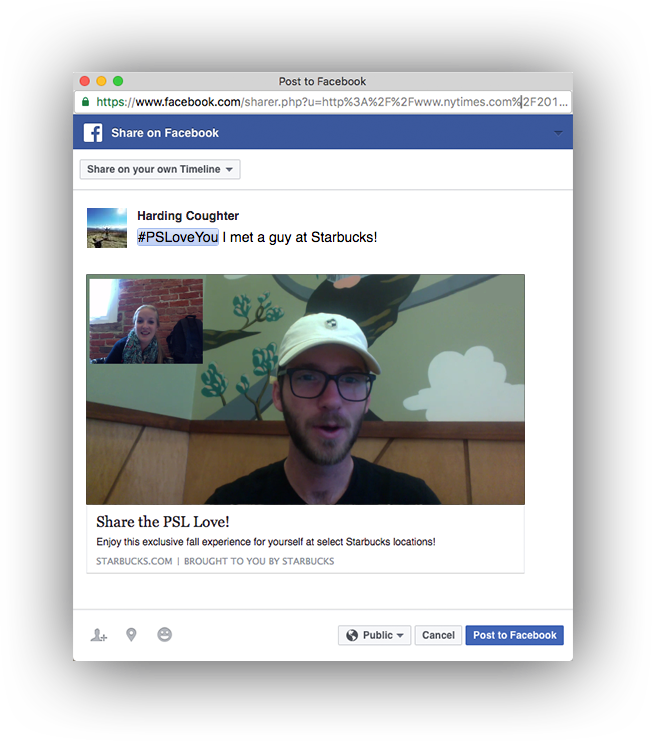 Post to Facebook
https://www.facebook.com/sharer.php?u=http%3A%2F%2Fwww.nytimes.com%2F201...
Share on Facebook
Share on your own Timeline
Harding Coughter
#PSLoveYou I met a guy at Starbucks!
Share the PSL Love!
Enjoy this exclusive fall experience for yourself at select Starbucks locations!
STARBUCKS.COM | BROUGHT TO YOU BY STARBUCKS
Public Cancel Post to Facebook